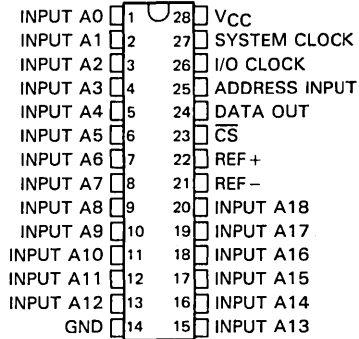 INPUT A0 1 28 VCC
INPUT A1 2 27 SYSTEM CLOCK
INPUT A2 3 26 I/O CLOCK
INPUT A3 4 25 ADDRESS INPUT
INPUT A4 5 24 DATA OUT
INPUT A5 6 23 C̅S̅
INPUT A6 7 22 REF+
INPUT A7 8 21 REF−
INPUT A8 9 20 INPUT A18
INPUT A9 10 19 INPUT A17
INPUT A10 11 18 INPUT A16
INPUT A11 12 17 INPUT A15
INPUT A12 13 16 INPUT A14
GND 14 15 INPUT A13